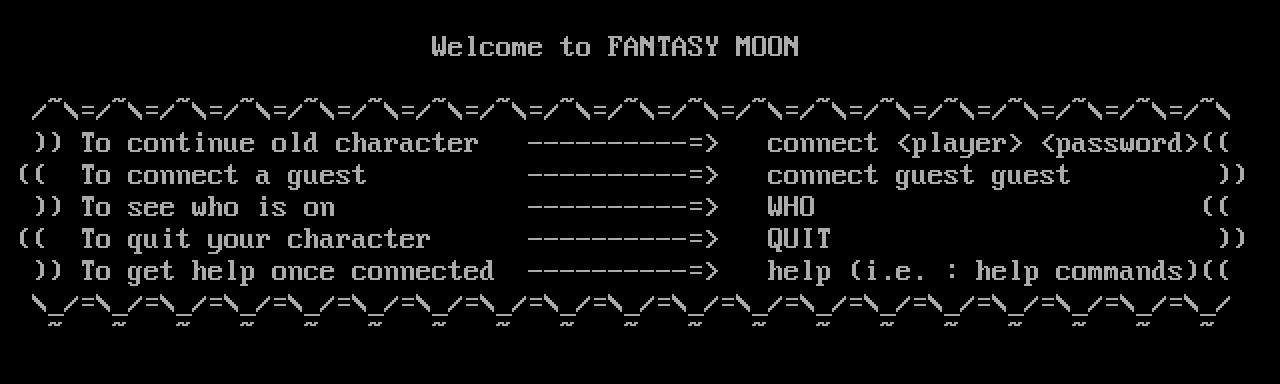 Welcome to FANTASY MOON
/~\=/~\=/~\=/~\=/~\=/~\=/~\=/~\=/~\=/~\=/~\=/~\=/~\=/~\=/~\=/~\=/~\=/~\=/~\
)) To continue old character ----------=> connect <player> <password>((
(( To connect a guest ----------=> connect guest guest ))
)) To see who is on ----------=> WHO ((
(( To quit your character ----------=> QUIT ))
)) To get help once connected ----------=> help (i.e. : help commands)((
\_/=\_/=\_/=\_/=\_/=\_/=\_/=\_/=\_/=\_/=\_/=\_/=\_/=\_/=\_/=\_/=\_/=\_/=\_/
~ ~ ~ ~ ~ ~ ~ ~ ~ ~ ~ ~ ~ ~ ~ ~ ~ ~ ~